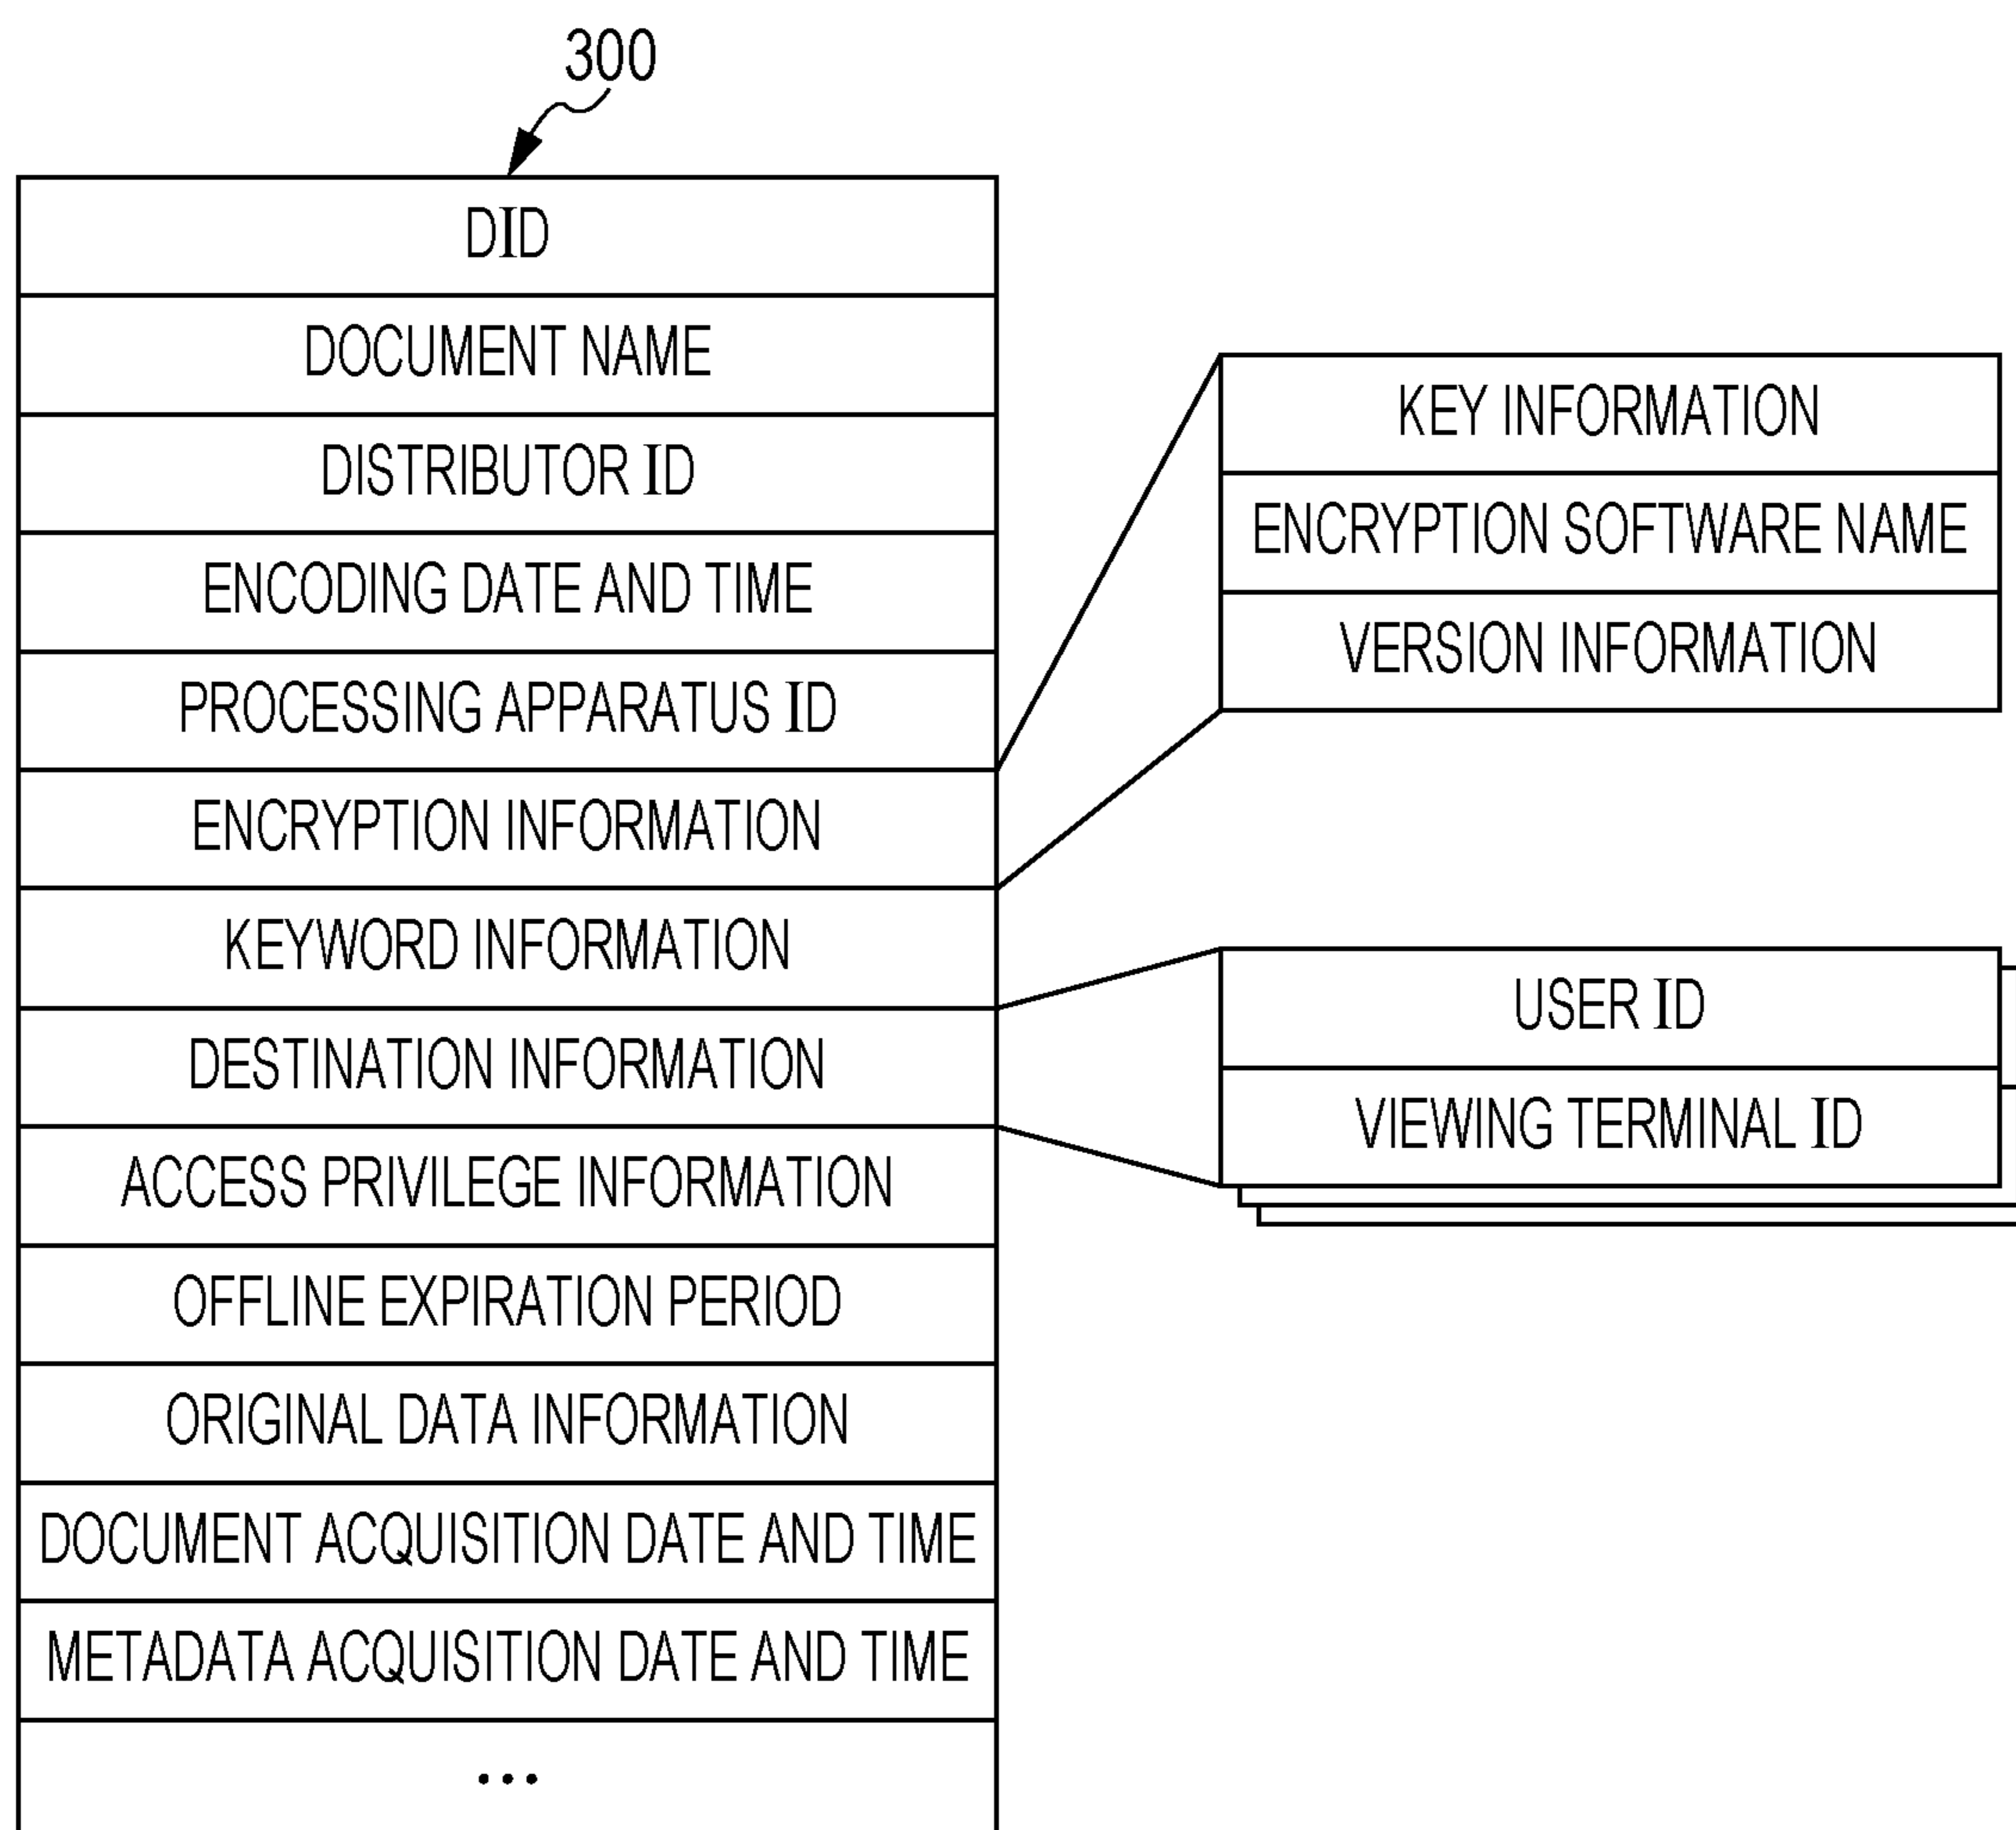 300
DID
DOCUMENT NAME
DISTRIBUTOR ID
ENCODING DATE AND TIME
PROCESSING APPARATUS ID
ENCRYPTION INFORMATION
KEYWORD INFORMATION
DESTINATION INFORMATION
ACCESS PRIVILEGE INFORMATION
OFFLINE EXPIRATION PERIOD
ORIGINAL DATA INFORMATION
DOCUMENT ACQUISITION DATE AND TIME
METADATA ACQUISITION DATE AND TIME
...
KEY INFORMATION
ENCRYPTION SOFTWARE NAME
VERSION INFORMATION
USER ID
VIEWING TERMINAL ID